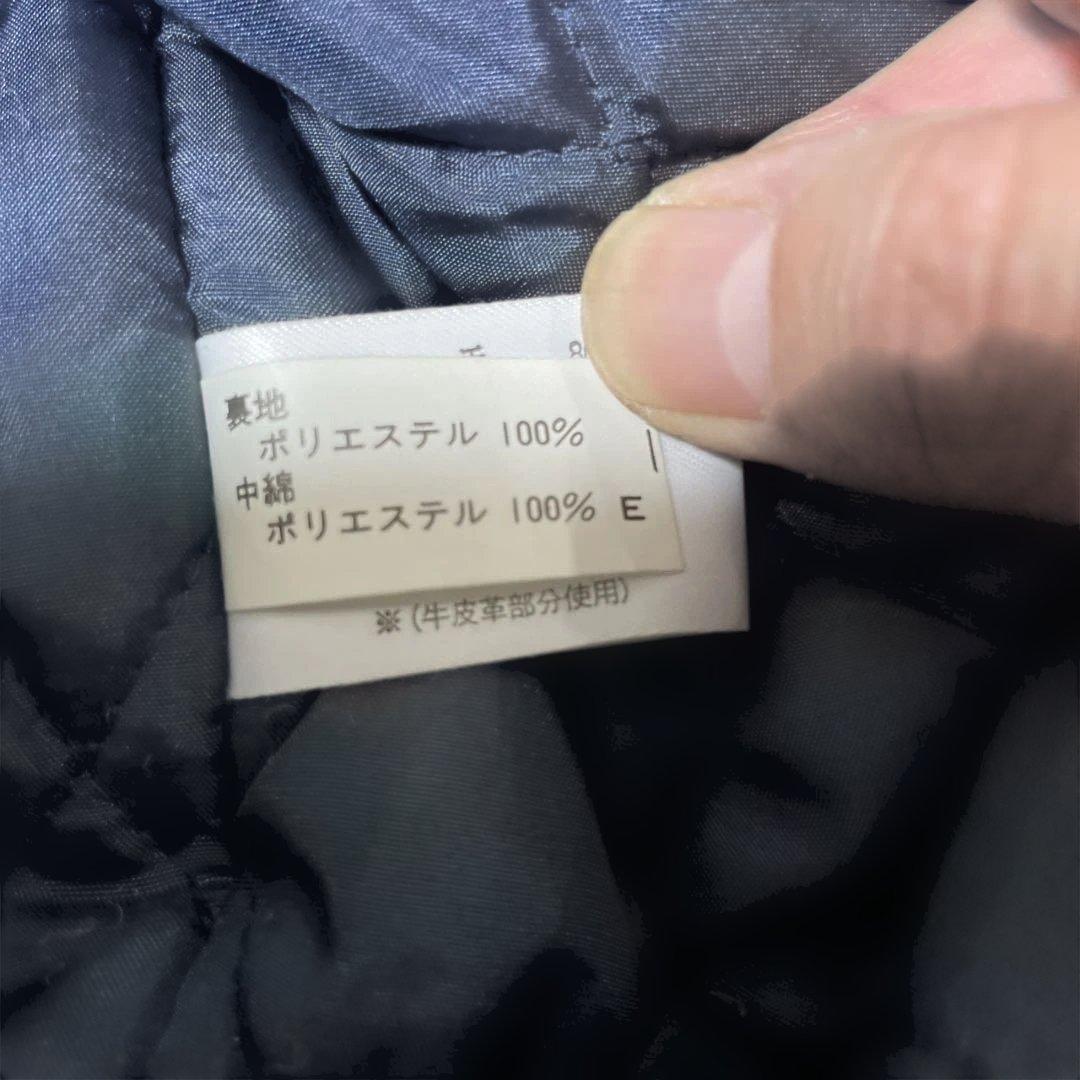 裏地
ポリエステル 100%
中綿
ポリエステル 100% E
※(牛皮革部分使用)